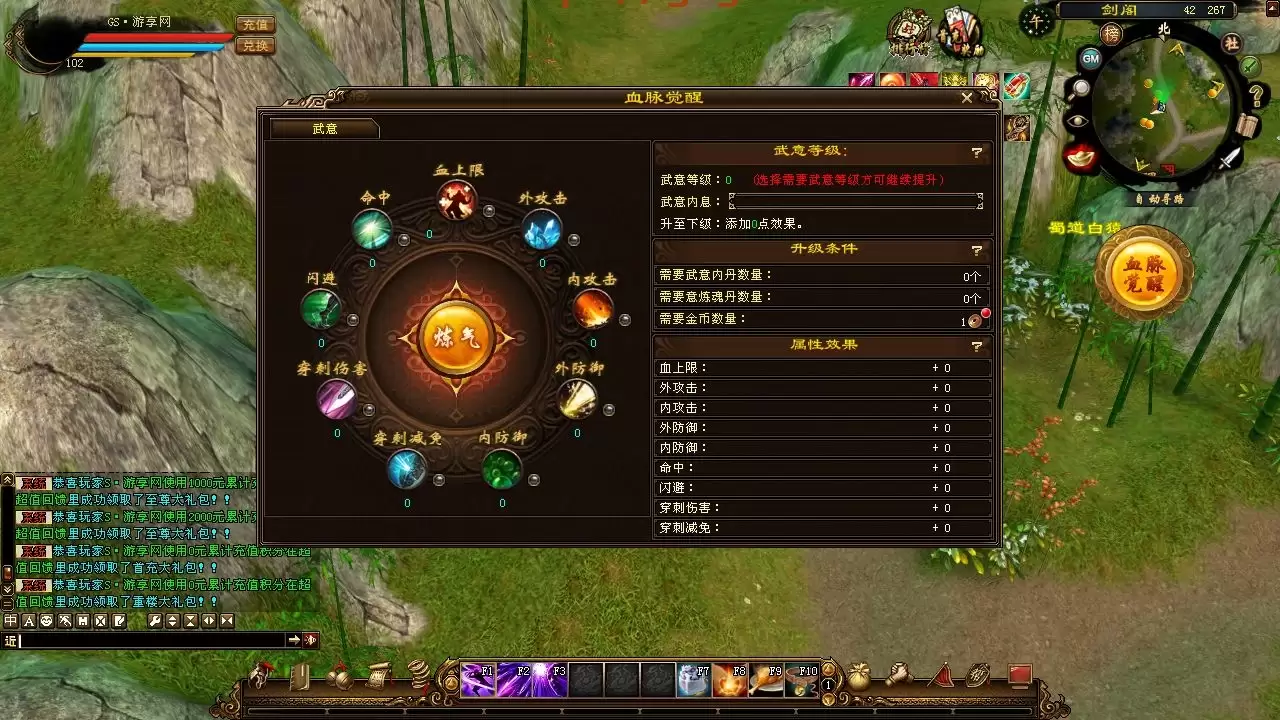 GS·游享网
充值
兑换
102
排行榜
午
剑阁 42 267
榜
北
社
GM
自动寻路
蜀道白猿
血脉觉醒
血脉觉醒
武意
血上限
0
外攻击
0
内攻击
0
外防御
0
内防御
0
穿刺减免
0
穿刺伤害
0
闪避
0
命中
0
炼气
武意等级：
?
武意等级：0 (选择需要武意等级方可继续提升)
武意内息：
升至下级：添加0点效果。
升级条件
?
需要武意内丹数量： 0个
需要意炼魂丹数量： 0个
需要金币数量： 1
属性效果
?
血上限： + 0
外攻击： + 0
内攻击： + 0
外防御： + 0
内防御： + 0
命中： + 0
闪避： + 0
穿刺伤害： + 0
穿刺减免： + 0
恭喜玩家S·游享网使用1000元累计
超值回馈里成功领取了至尊大礼包！！
恭喜玩家S·游享网使用2000元累计
超值回馈里成功领取了至尊大礼包！！
恭喜玩家S·游享网使用0元累计充值积分在超
值回馈里成功领取了首充大礼包！！
恭喜玩家S·游享网使用0元累计充值积分在超
值回馈里成功领取了重楼大礼包！！
中 A
近
F1 F2 F3 F7 F8 F9 F10
1